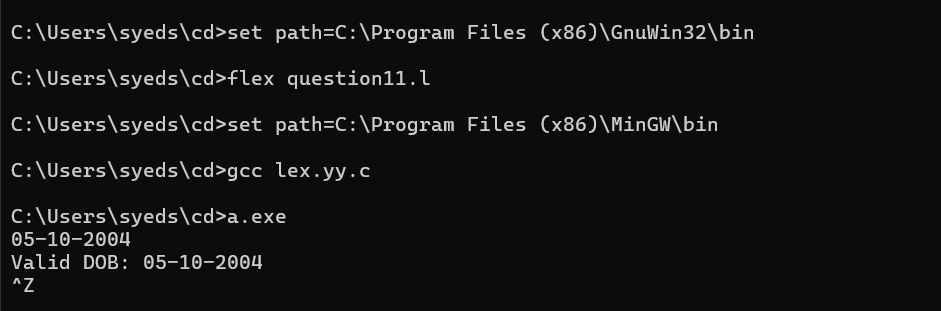 C:\Users\syeds\cd>set path=C:\Program Files (x86)\GnuWin32\bin
C:\Users\syeds\cd>flex question11.l
C:\Users\syeds\cd>set path=C:\Program Files (x86)\MinGW\bin
C:\Users\syeds\cd>gcc lex.yy.c
C:\Users\syeds\cd>a.exe
05-10-2004
Valid DOB: 05-10-2004
^Z